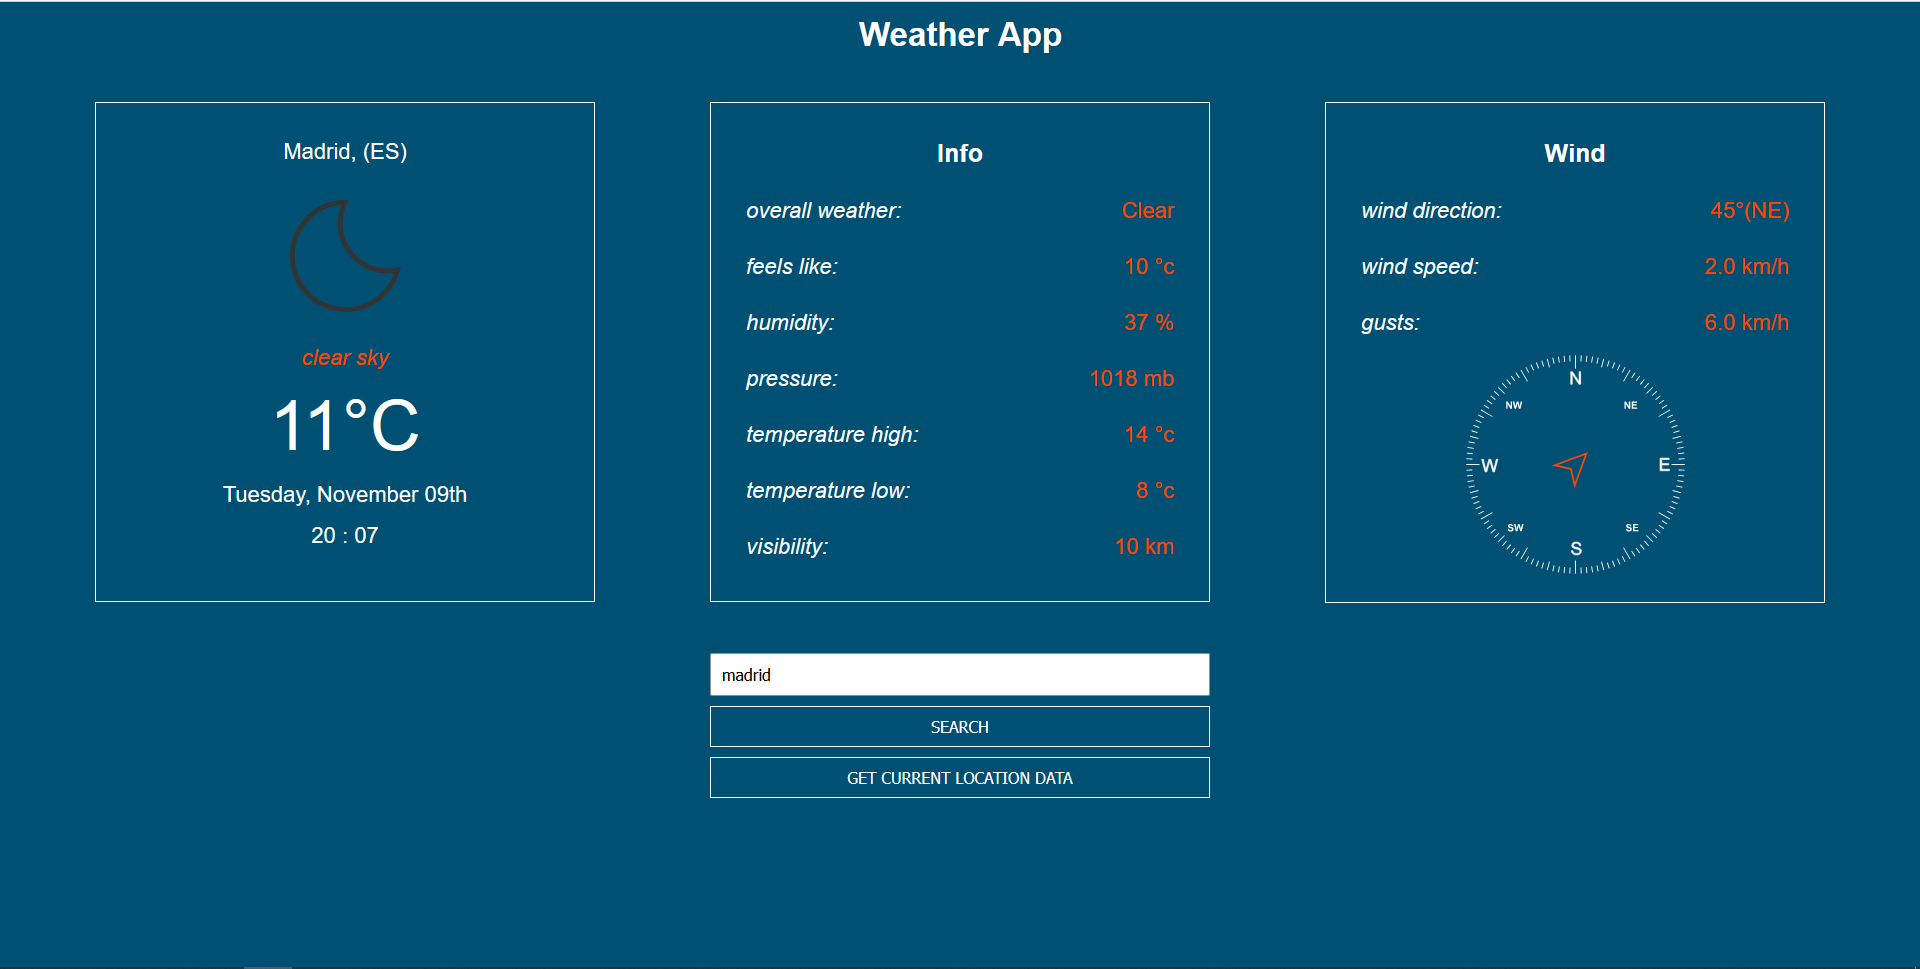 Weather App
Madrid, (ES)
clear sky
11°C
Tuesday, November 09th
20 : 07
Info
overall weather: Clear
feels like: 10 °c
humidity: 37 %
pressure: 1018 mb
temperature high: 14 °c
temperature low: 8 °c
visibility: 10 km
Wind
wind direction: 45°(NE)
wind speed: 2.0 km/h
gusts: 6.0 km/h
N
NW NE
W E
SW SE
S
madrid
SEARCH
GET CURRENT LOCATION DATA